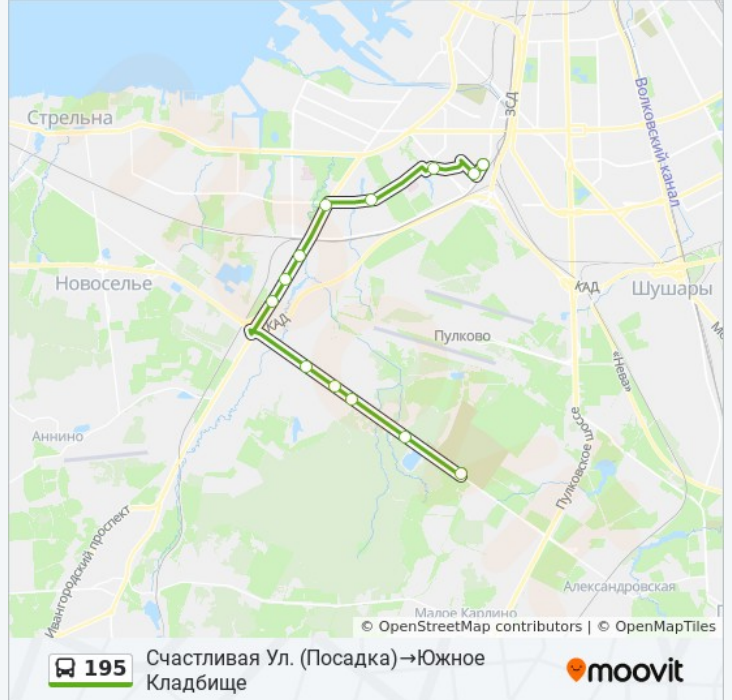 ЗСД
Волковский канал
Стрельна
Новоселье
КАД
Шушары
КАД
Пулково
«Нева»
Аннино
Пулковское шоссе
Ивангородский проспект
Александровская
Малое Карлино
© OpenStreetMap contributors | © OpenMapTiles
195
Счастливая Ул. (Посадка)→Южное
Кладбище
moovit